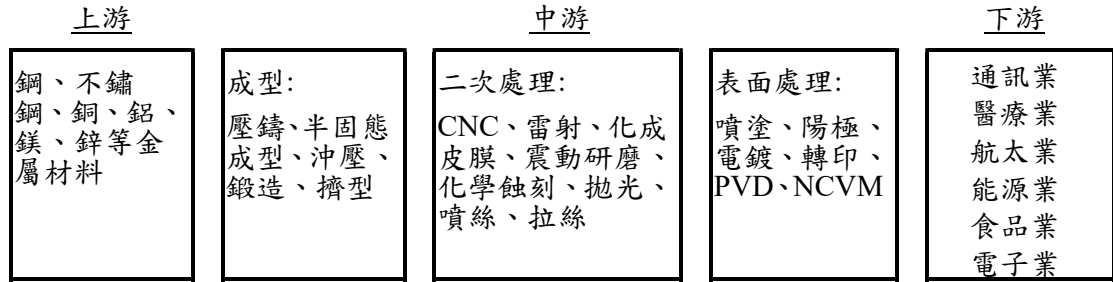 上游
中游
下游
鋼、不鏽
鋼、銅、鋁、
鎂、鋅等金
屬材料
成型:
壓鑄、半固態
成型、沖壓、
鍛造、擠型
二次處理:
CNC、雷射、化成
皮膜、震動研磨、
化學蝕刻、拋光、
噴絲、拉絲
表面處理:
噴塗、陽極、
電鍍、轉印、
PVD、NCVM
通訊業
醫療業
航太業
能源業
食品業
電子業